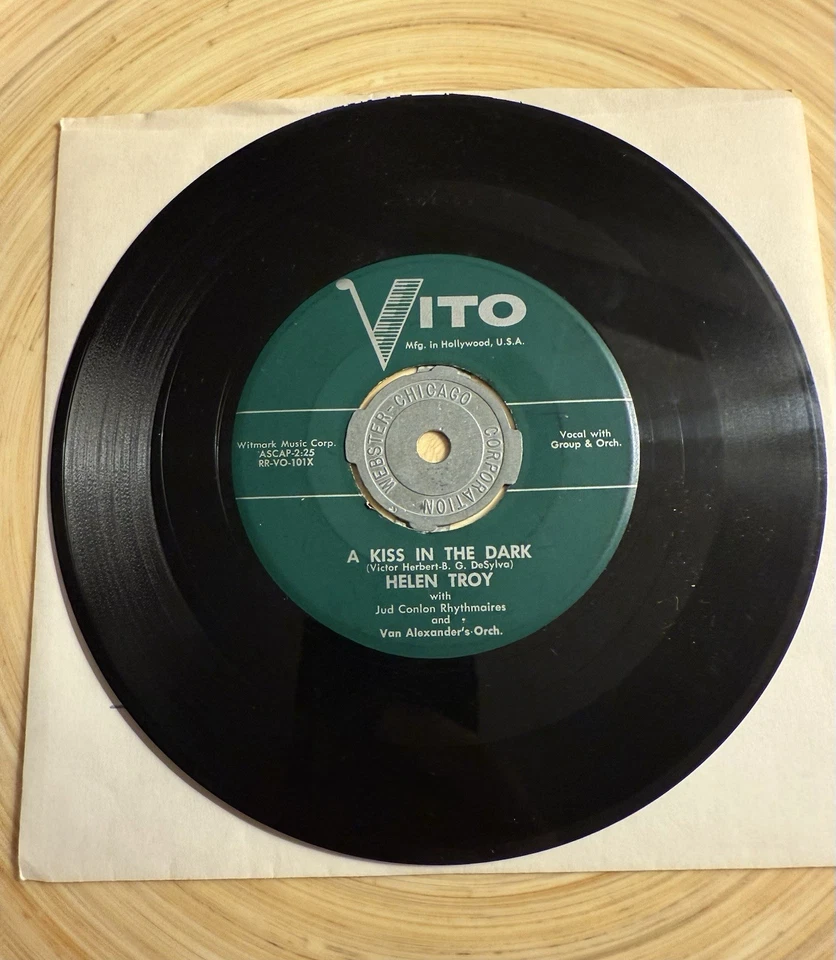 VITO
Mfg. in Hollywood, U.S.A.
WEBSTER-CHICAGO CORPORATION
Witmark Music Corp.
ASCAP-2:25
RR-VO-101X
Vocal with
Group & Orch.
A KISS IN THE DARK
(Victor Herbert-B. G. DeSylva)
HELEN TROY
with
Jud Conlon Rhythmaires
and
Van Alexander's Orch.